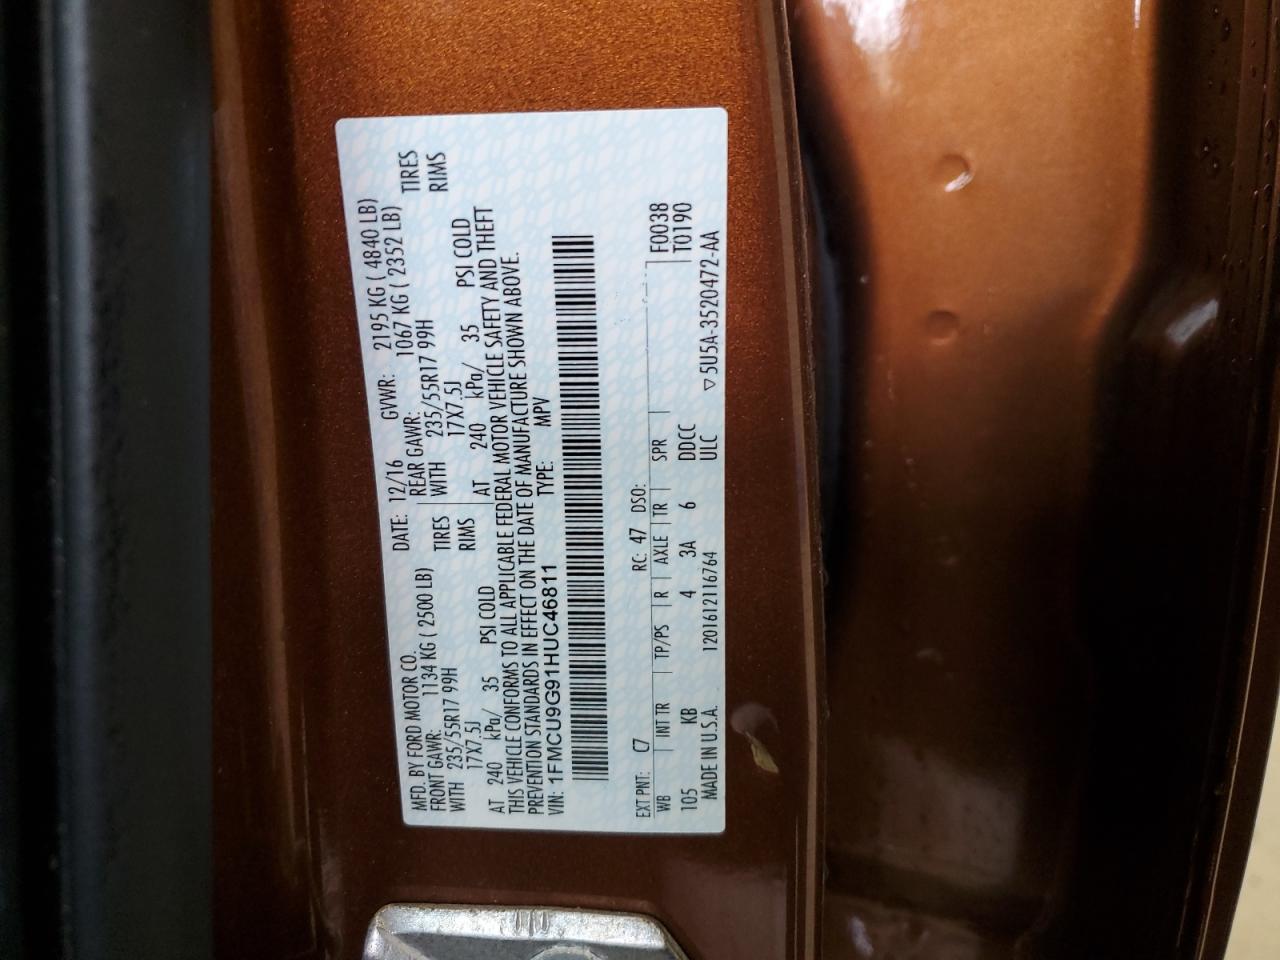 MFD. BY FORD MOTOR CO.
DATE: 12/16 GVWR: 2195 KG ( 4840 LB)
FRONT GAWR: 1134 KG ( 2500 LB)
REAR GAWR: 1067 KG ( 2352 LB)
WITH 235/55R17 99H TIRES
WITH 235/55R17 99H TIRES
17X7.5J RIMS
17X7.5J RIMS
AT 240 kPa/ 35 PSI COLD
AT 240 kPa/ 35 PSI COLD
THIS VEHICLE CONFORMS TO ALL APPLICABLE FEDERAL MOTOR VEHICLE SAFETY AND THEFT
PREVENTION STANDARDS IN EFFECT ON THE DATE OF MANUFACTURE SHOWN ABOVE.
VIN: 1FMCU9G91HUC46811 TYPE: MPV
EXT PNT: C7 RC: 47 DSO:
WB INT TR TP/PS R AXLE TR SPR F0038
105 KB 4 3A 6 DDCC T0190
MADE IN U.S.A. 1201612116764 ULC ▽5U5A-3520472-AA